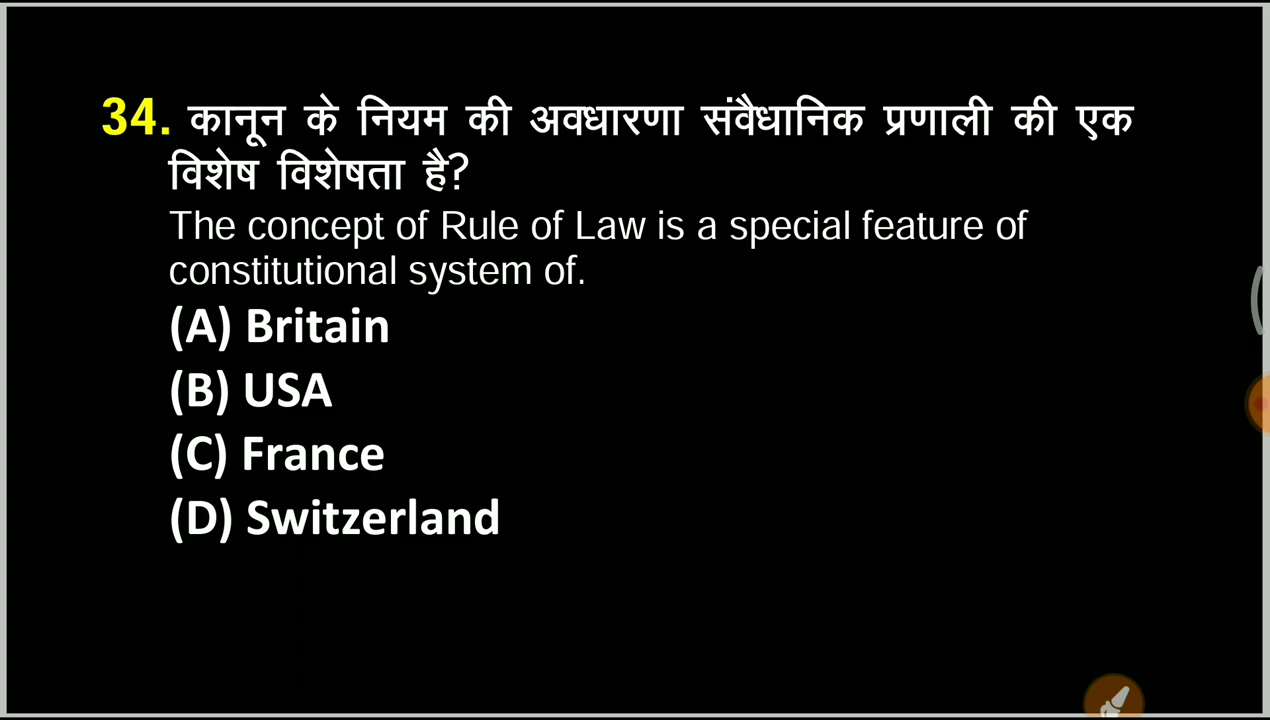 34. कानून के नियम की अवधारणा संवैधानिक प्रणाली की एक
विशेष विशेषता है?
The concept of Rule of Law is a special feature of
constitutional system of.
(A) Britain
(B) USA
(C) France
(D) Switzerland